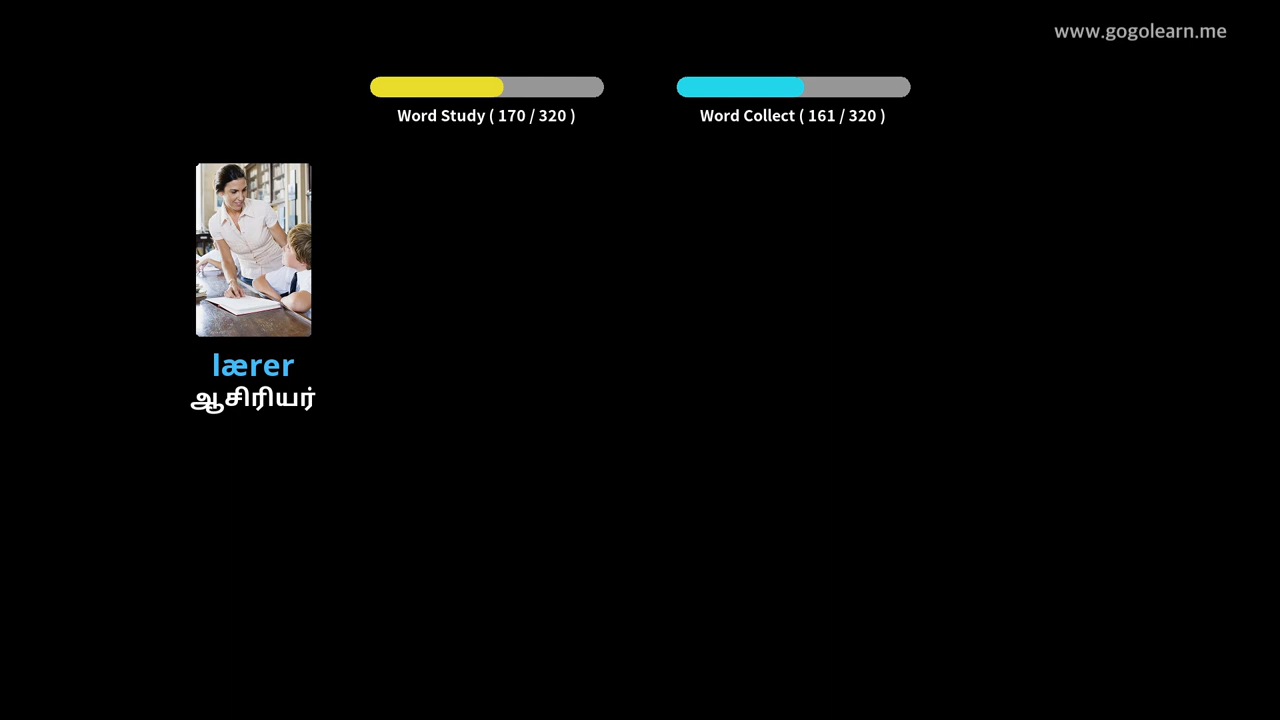 www.gogolearn.me
Word Study ( 170 / 320 )
Word Collect ( 161 / 320 )
lærer
ஆசிரியர்